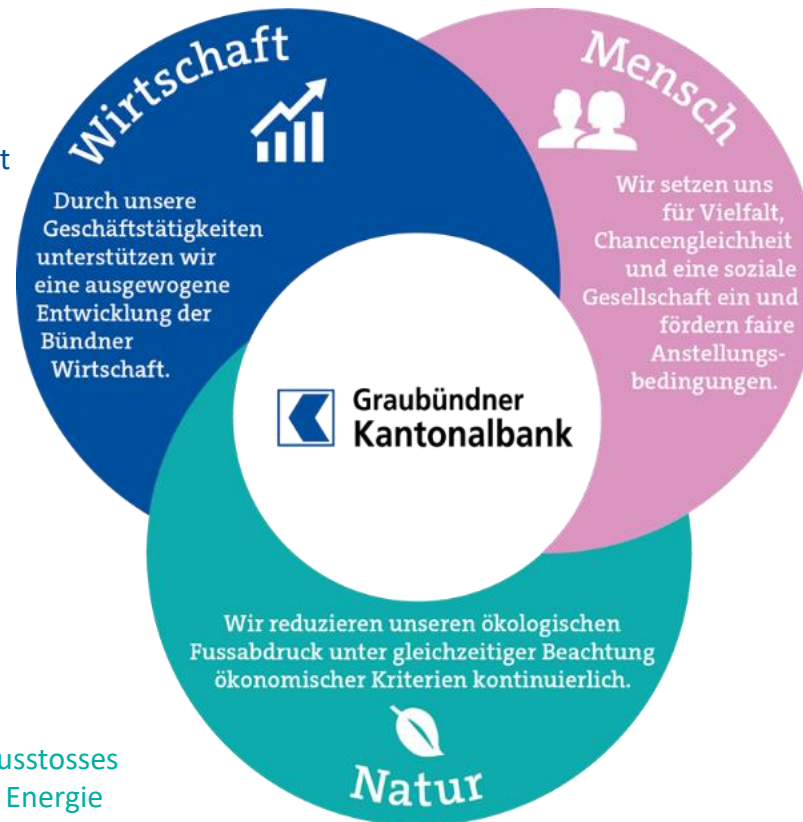 Wirtschaft
t
Durch unsere
Geschäftstätigkeiten
unterstützen wir
eine ausgewogene
Entwicklung der
Bündner
Wirtschaft.
Mensch
Wir setzen uns
für Vielfalt,
Chancengleichheit
und eine soziale
Gesellschaft ein und
fördern faire
Anstellungs-
bedingungen.
Graubündner
Kantonalbank
Wir reduzieren unseren ökologischen
Fussabdruck unter gleichzeitiger Beachtung
ökonomischer Kriterien kontinuierlich.
Natur
usstosses
Energie